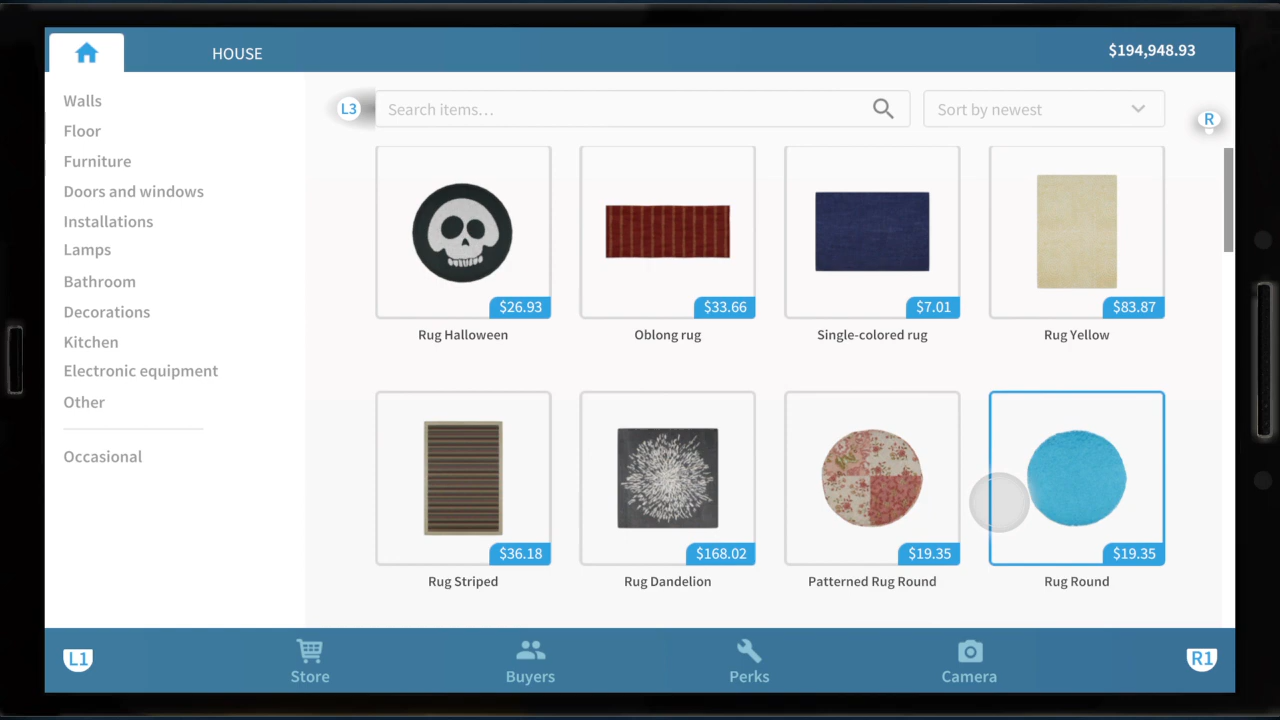 HOUSE
$194,948.93
Walls
Floor
Furniture
Doors and windows
Installations
Lamps
Bathroom
Decorations
Kitchen
Electronic equipment
Other
Occasional
L3
Search items...
Sort by newest
R
$26.93
$33.66
$7.01
$83.87
Rug Halloween
Oblong rug
Single-colored rug
Rug Yellow
$36.18
$168.02
$19.35
$19.35
Rug Striped
Rug Dandelion
Patterned Rug Round
Rug Round
L1
Store
Buyers
Perks
Camera
R1